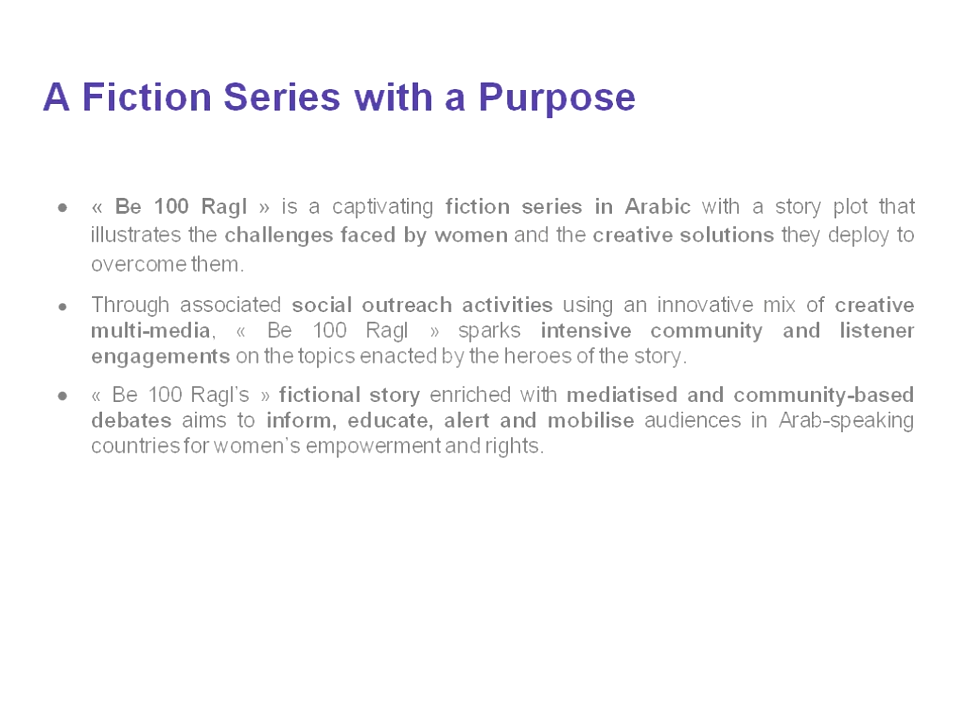 A Fiction Series with a Purpose
• « Be 100 Ragl » is a captivating fiction series in Arabic with a story plot that
illustrates the challenges faced by women and the creative solutions they deploy to
overcome them.
• Through associated social outreach activities using an innovative mix of creative
multi-media, « Be 100 Ragl » sparks intensive community and listener
engagements on the topics enacted by the heroes of the story.
• « Be 100 Ragl’s » fictional story enriched with mediatised and community-based
debates aims to inform, educate, alert and mobilise audiences in Arab-speaking
countries for women’s empowerment and rights.